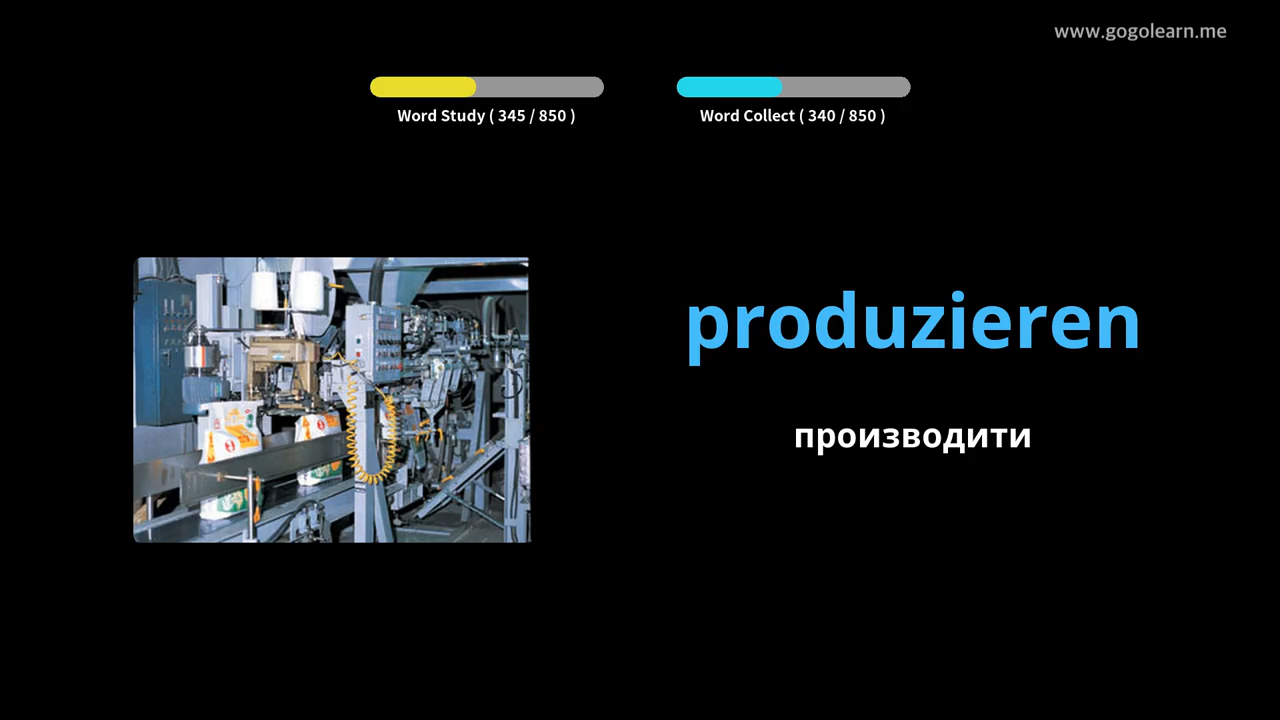 www.gogolearn.me
Word Study ( 345 / 850 )
Word Collect ( 340 / 850 )
produzieren
производити